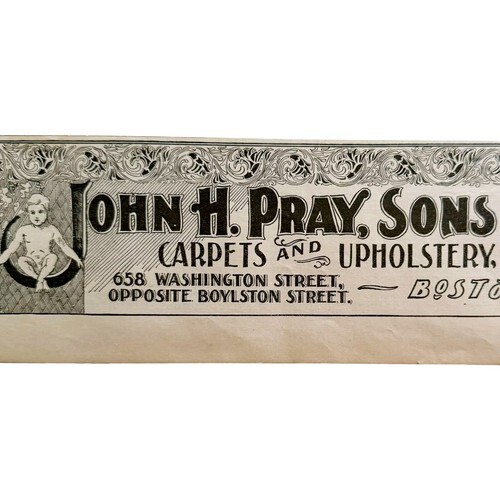 JOHN H. PRAY, SONS
CARPETS AND UPHOLSTERY,
658 WASHINGTON STREET,
OPPOSITE BOYLSTON STREET. — BOSTO